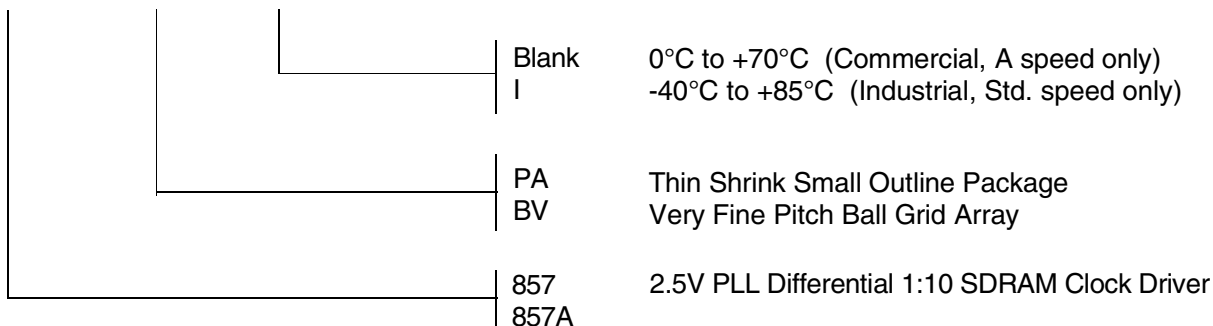 Blank 0°C to +70°C (Commercial, A speed only)
I -40°C to +85°C (Industrial, Std. speed only)
PA Thin Shrink Small Outline Package
BV Very Fine Pitch Ball Grid Array
857 2.5V PLL Differential 1:10 SDRAM Clock Driver
857A